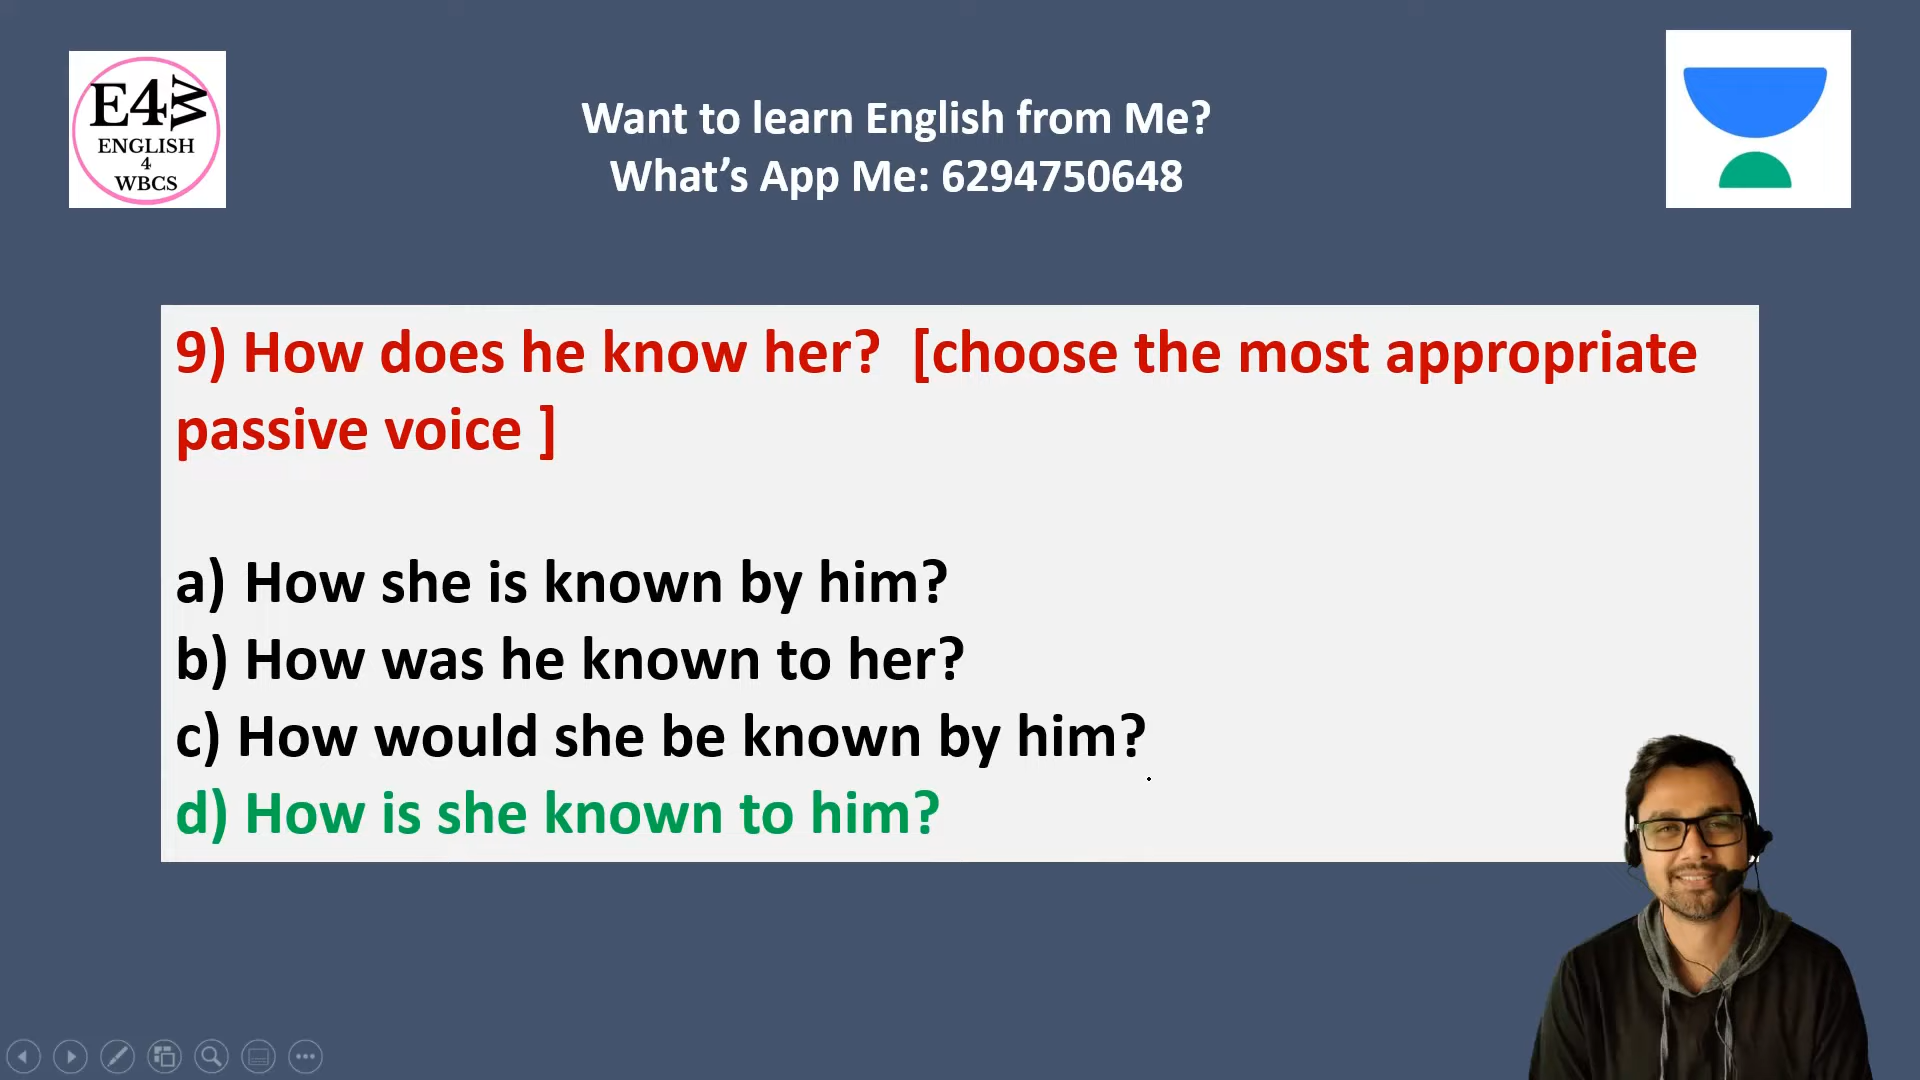 E4W
ENGLISH
4
WBCS
Want to learn English from Me?
What’s App Me: 6294750648
9) How does he know her?  [choose the most appropriate
passive voice ]
a) How she is known by him?
b) How was he known to her?
c) How would she be known by him?
d) How is she known to him?